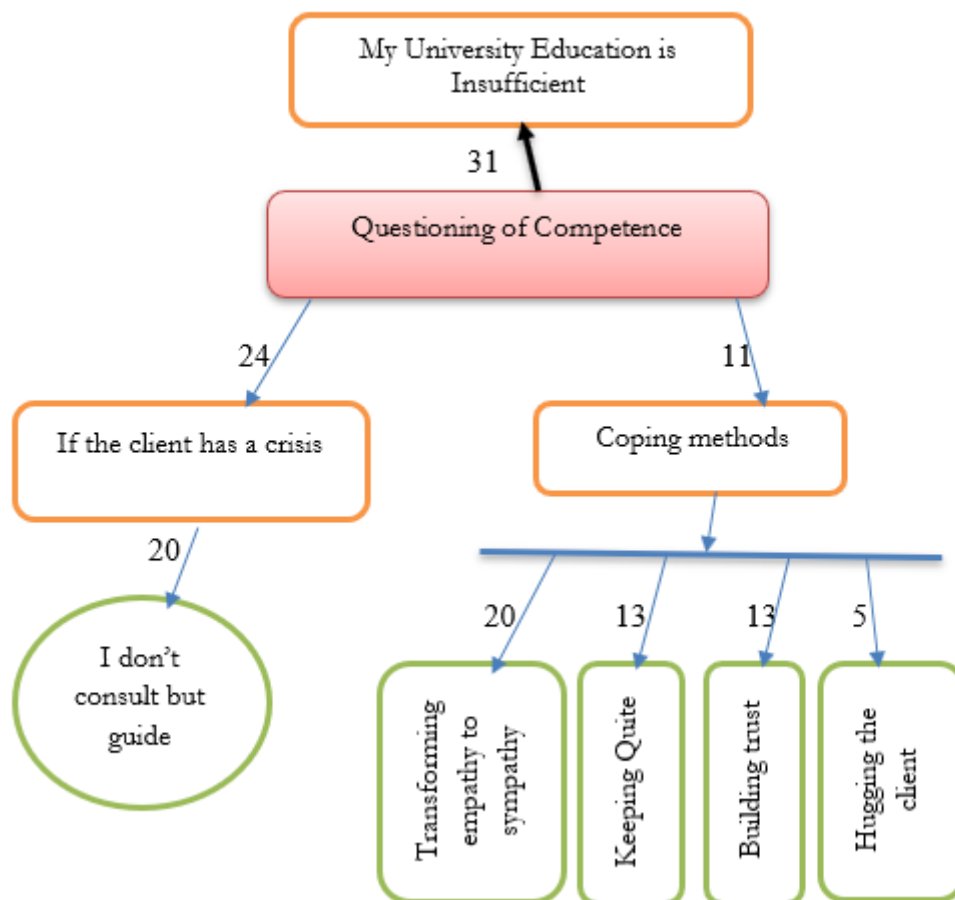 My University Education is
Insufficient
31
Questioning of Competence
24
11
If the client has a crisis
Coping methods
20
20
13
13
5
I don't
consult but
guide
Transforming
empathy to
sympathy
Keeping Quite
Building trust
Hugging the
client